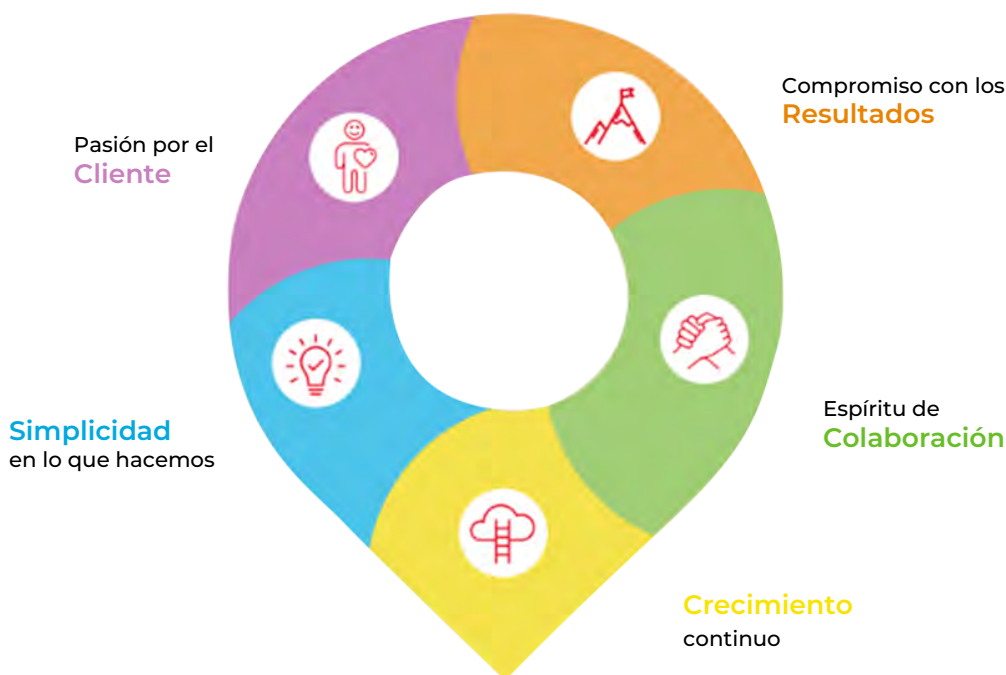 Compromiso con los
Resultados
Pasión por el
Cliente
Espíritu de
Colaboración
Simplicidad
en lo que hacemos
Crecimiento
continuo